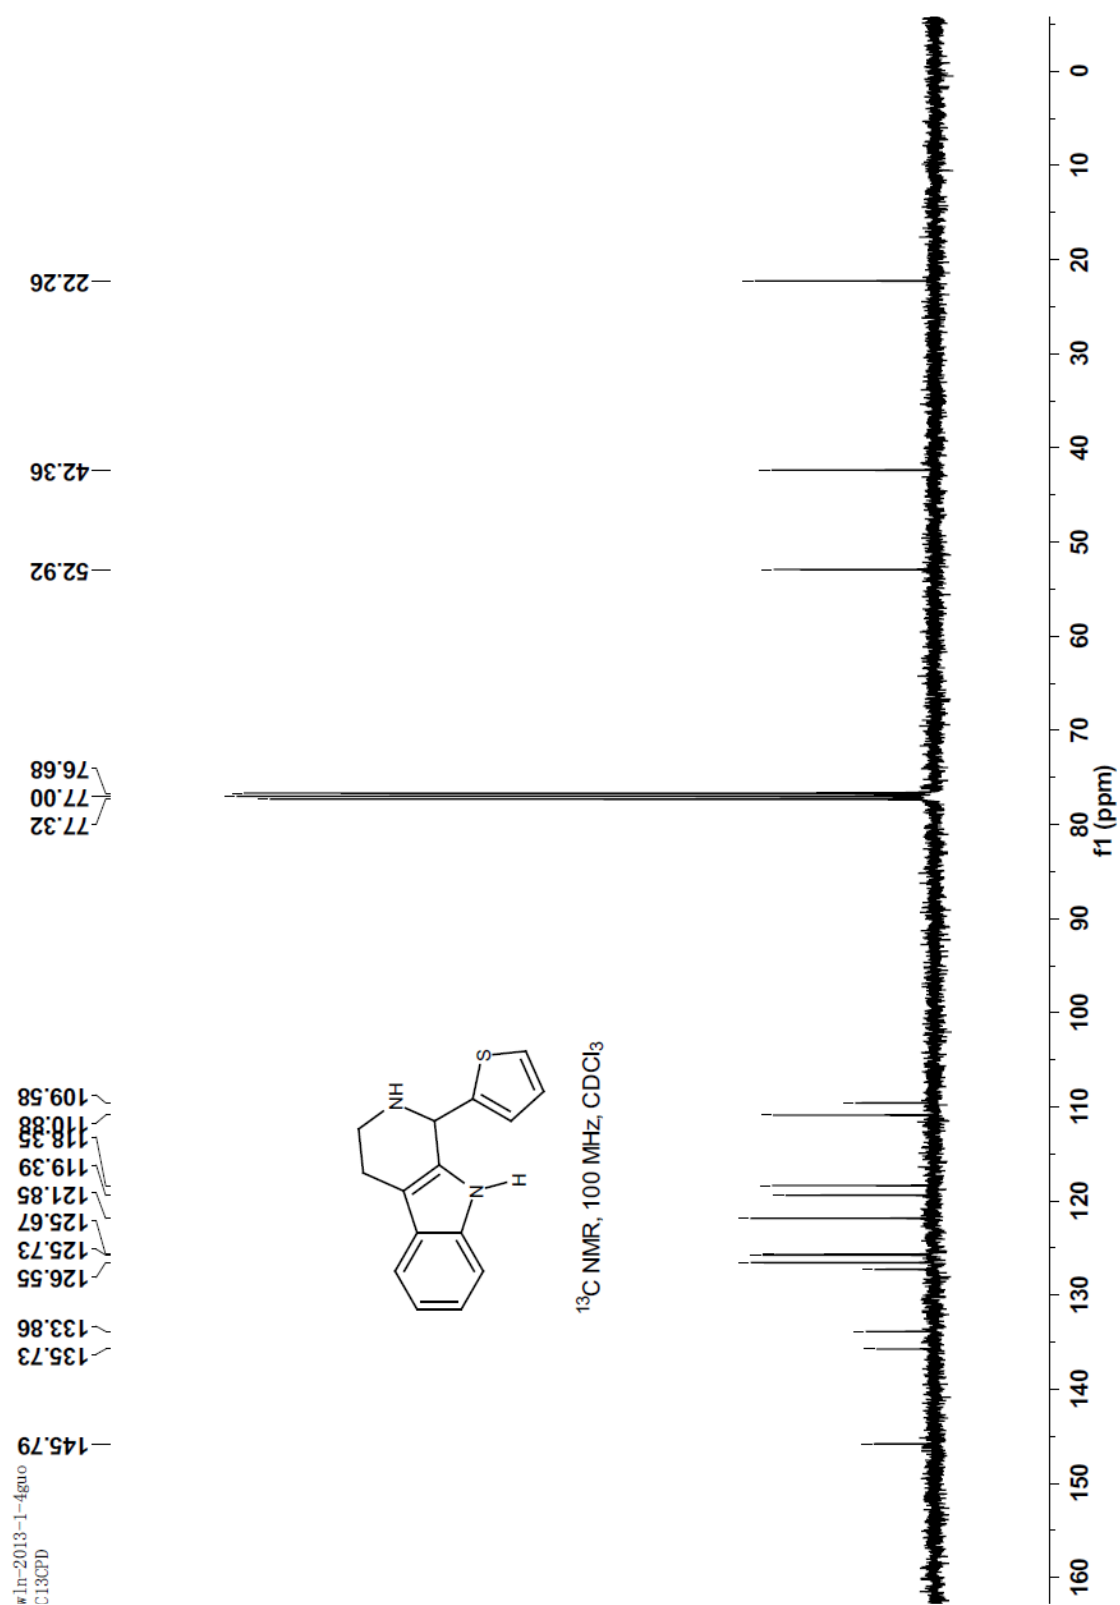 wln-2013-1-4guo
C13CPD
145.79
135.73
133.86
126.55
125.73
125.67
121.85
119.39
118.35
110.88
109.58
77.32
77.00
76.68
52.92
42.36
22.26
NH
S
N
H
¹³C NMR, 100 MHz, CDCl₃
160 150 140 130 120 110 100 90 80 70 60 50 40 30 20 10 0
f1 (ppm)